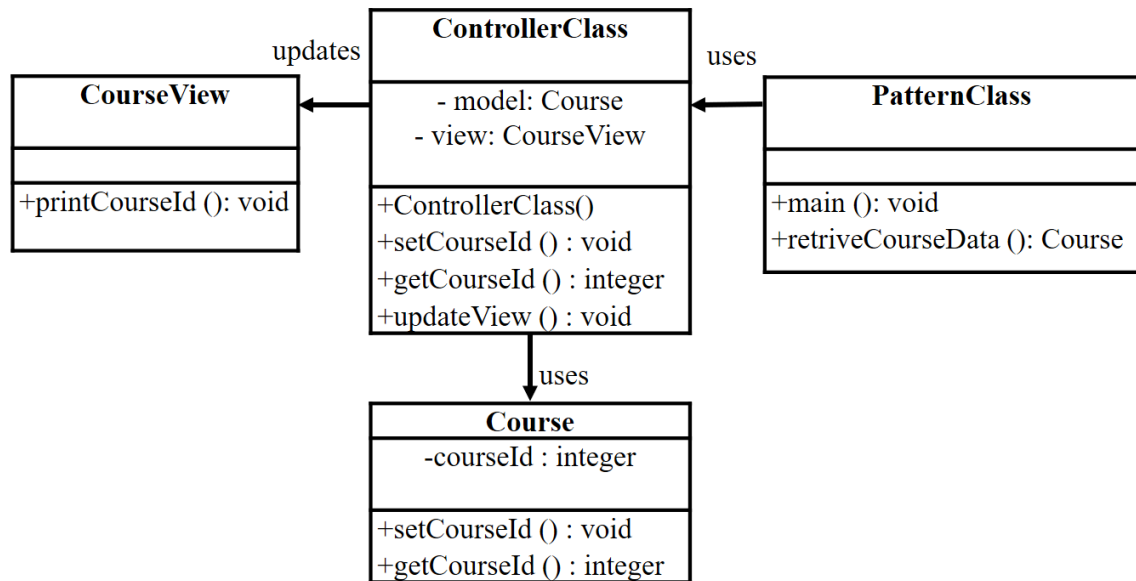 updates
CourseView
+printCourseId (): void
ControllerClass
- model: Course
- view: CourseView
+ControllerClass()
+setCourseId () : void
+getCourseId () : integer
+updateView () : void
uses
PatternClass
+main (): void
+retriveCourseData (): Course
uses
Course
-courseId : integer
+setCourseId () : void
+getCourseId () : integer